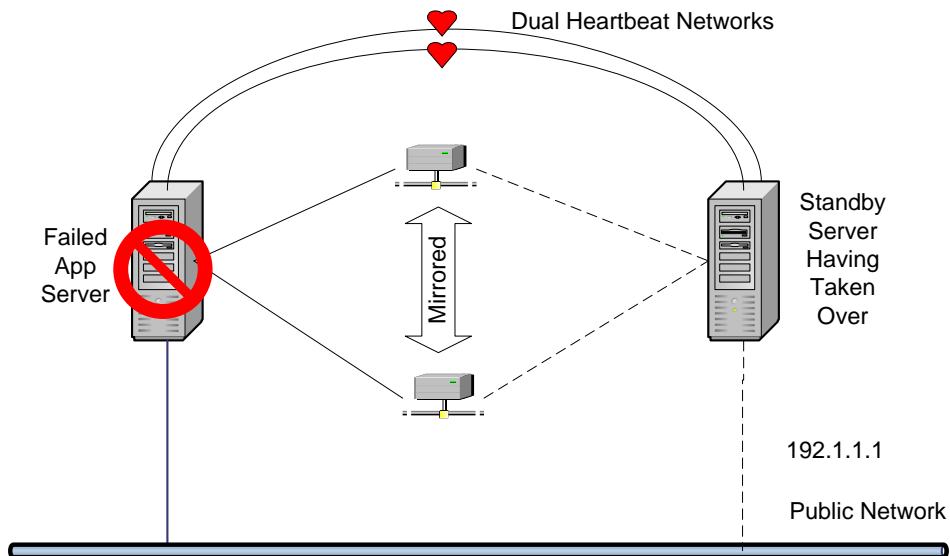 Dual Heartbeat Networks
Failed
App
Server
Mirrored
Standby
Server
Having
Taken
Over
192.1.1.1
Public Network